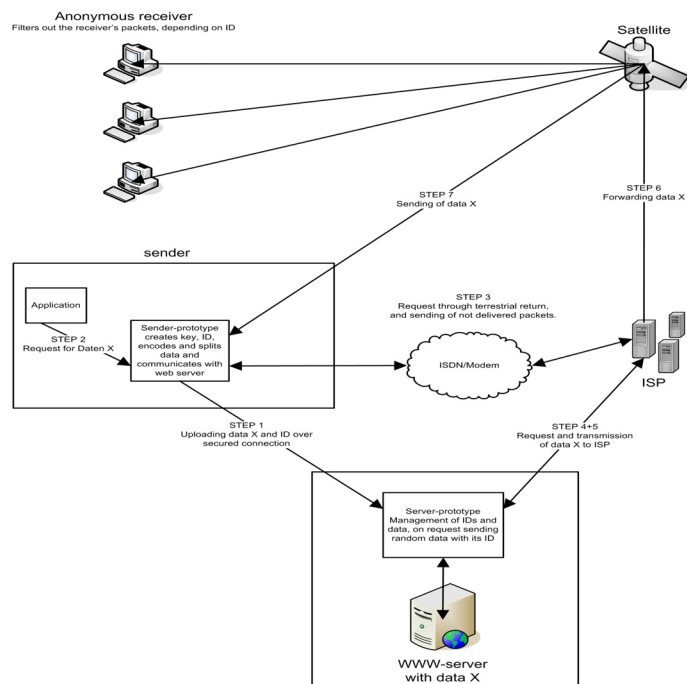 Anonymous receiver
Filters out the receiver's packets, depending on ID
Satellite
STEP 7
Sending of data X
STEP 6
Forwarding data X
sender
Application
STEP 2
Request for Daten X
Sender-prototype
creates key, ID,
encodes and splits
data and
communicates with
web server
STEP 3
Request through terrestrial return,
and sending of not delivered packets.
ISDN/Modem
ISP
STEP 1
Uploading data X and ID over
secured connection
STEP 4+5
Request and transmission
of data X to ISP
Server-prototype
Management of IDs and
data, on request sending
random data with its ID
WWW-server
with data X